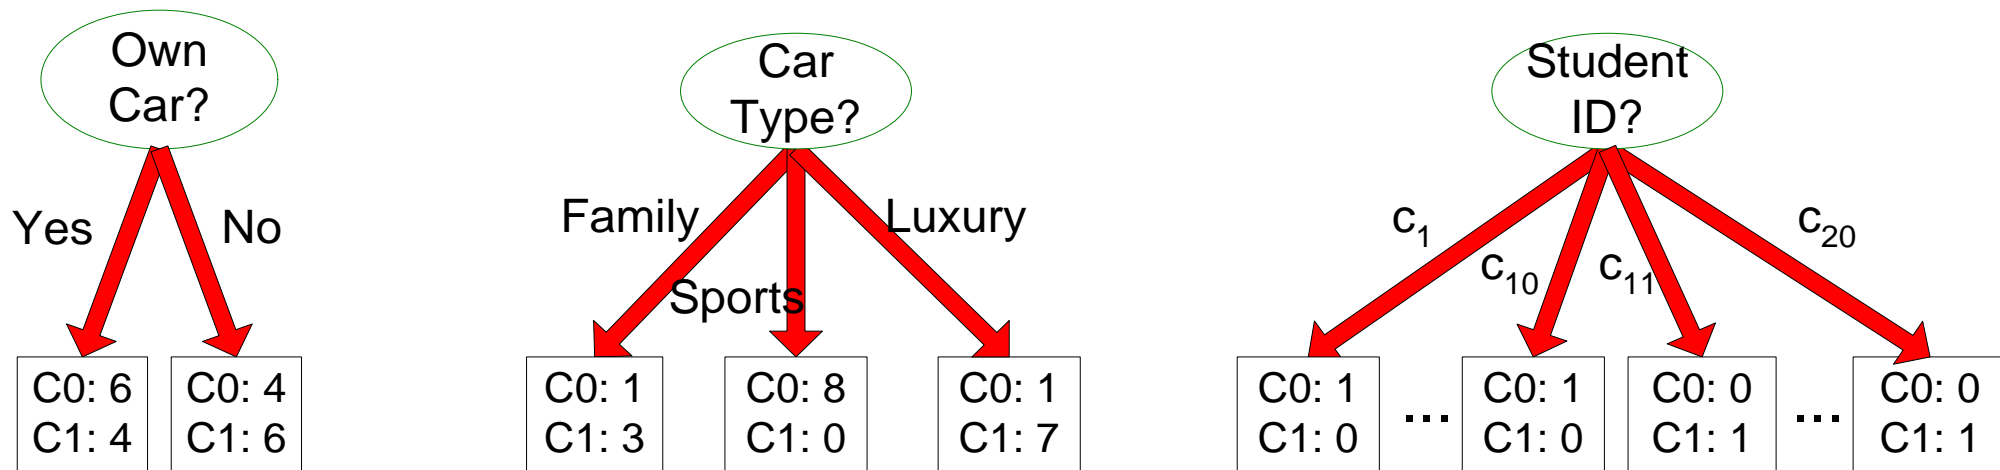 Own
Car?
Yes
No
C0: 6
C1: 4
C0: 4
C1: 6
Car
Type?
Family
Sports
Luxury
C0: 1
C1: 3
C0: 8
C1: 0
C0: 1
C1: 7
Student
ID?
c1
c10
c11
c20
C0: 1
C1: 0
...
C0: 1
C1: 0
C0: 0
C1: 1
...
C0: 0
C1: 1